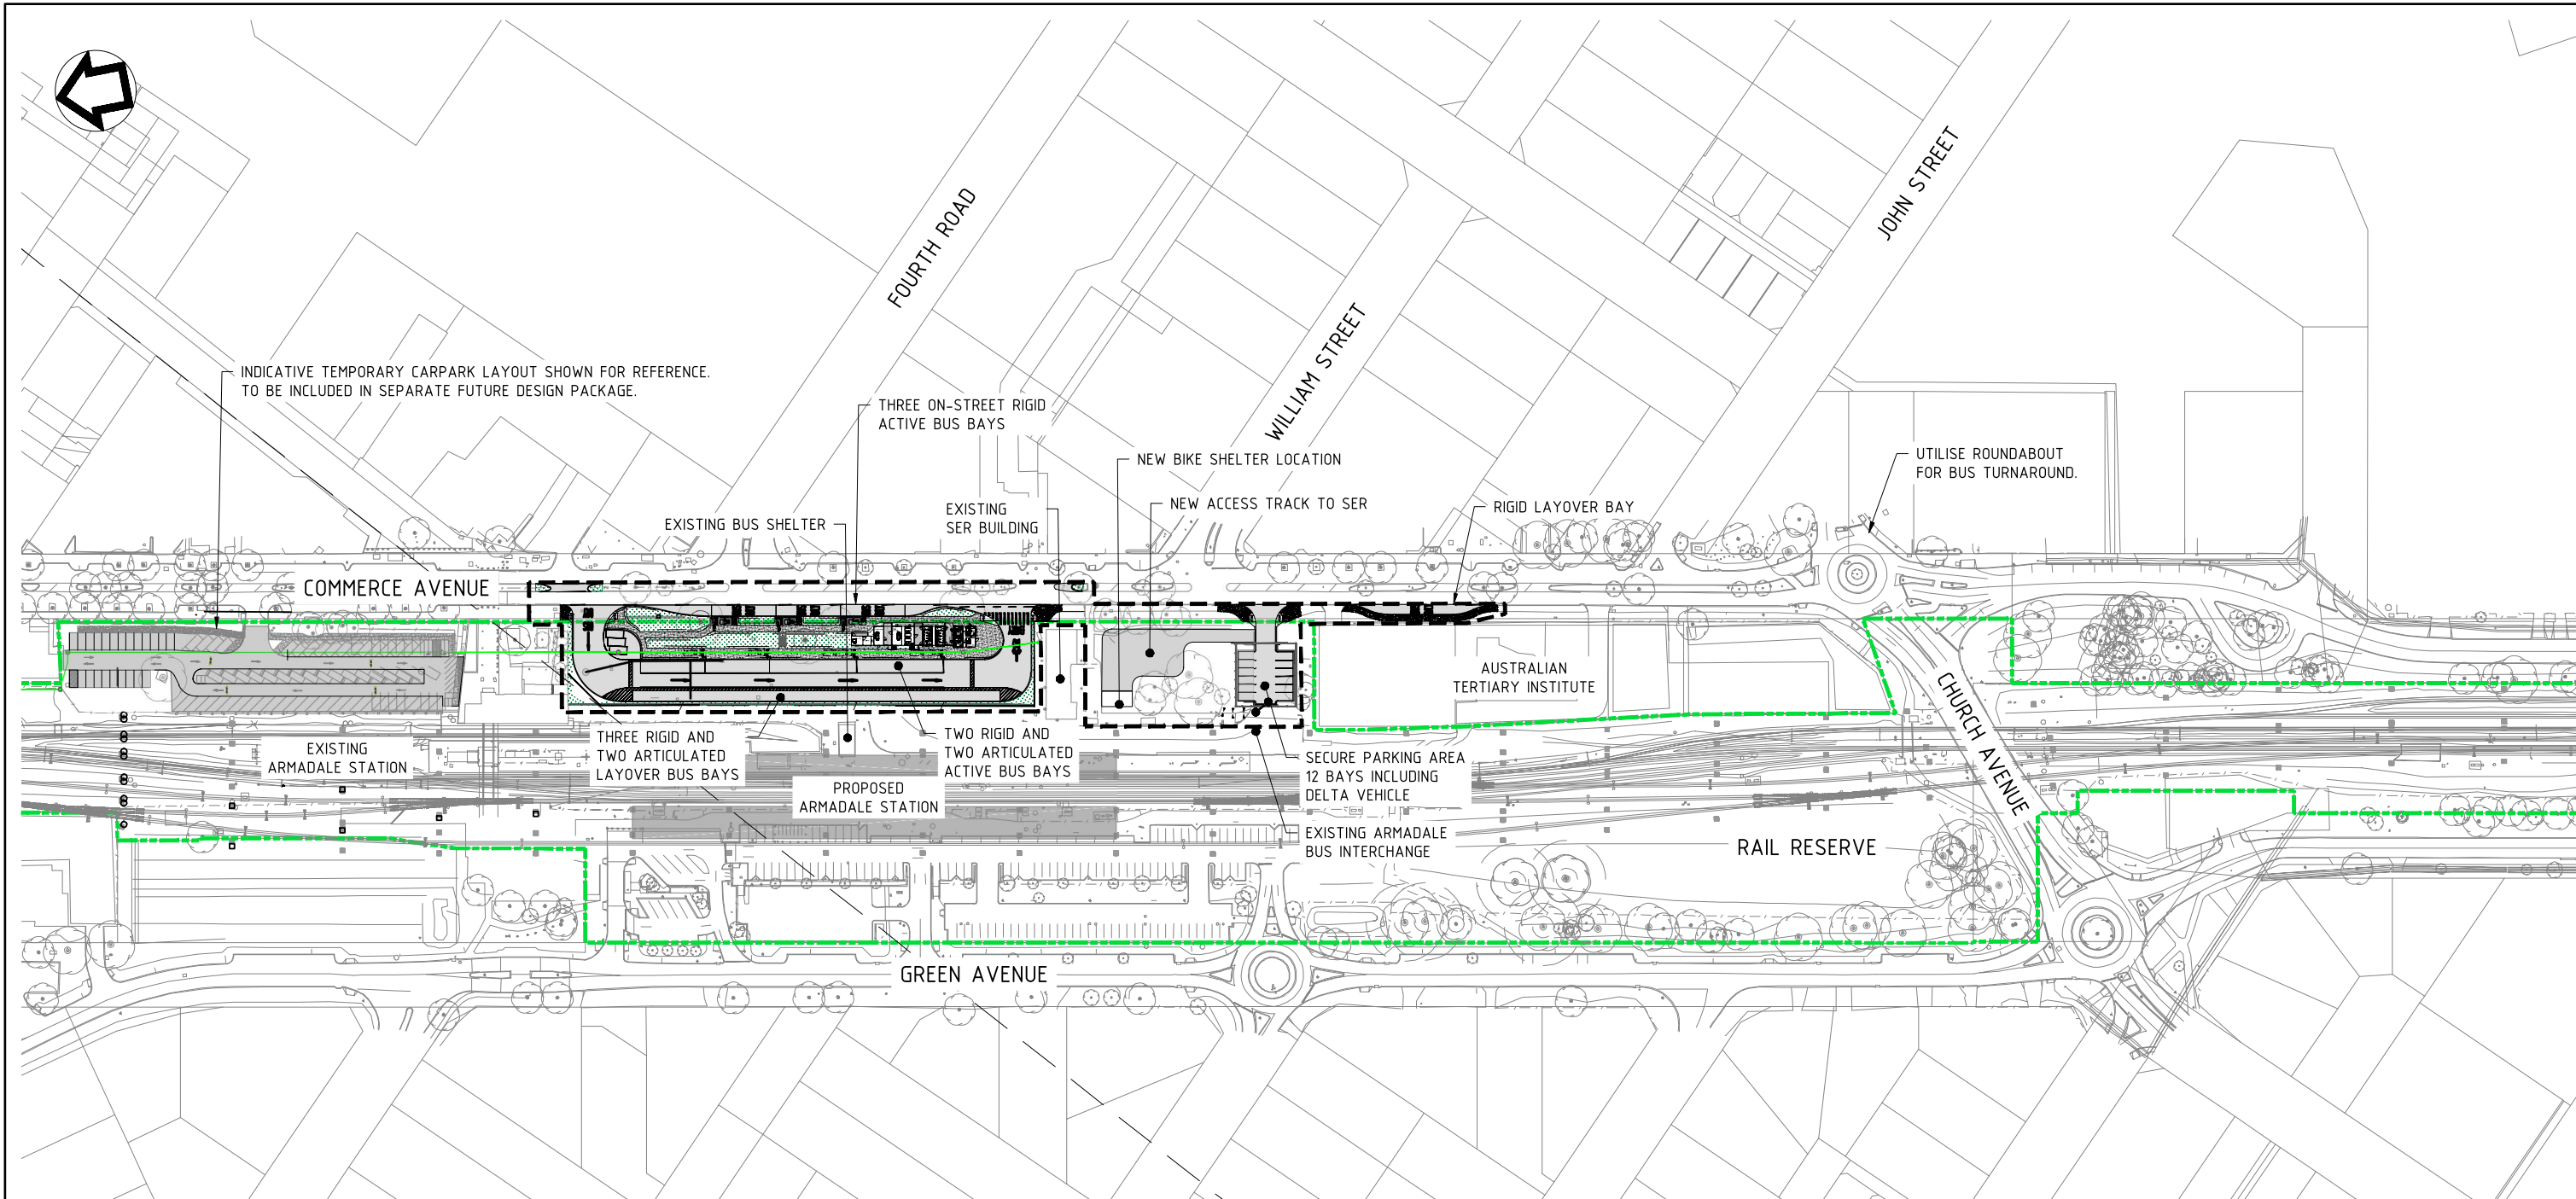 FOURTH ROAD
WILLIAM STREET
JOHN STREET
INDICATIVE TEMPORARY CARPARK LAYOUT SHOWN FOR REFERENCE.
TO BE INCLUDED IN SEPARATE FUTURE DESIGN PACKAGE.
THREE ON-STREET RIGID
ACTIVE BUS BAYS
NEW BIKE SHELTER LOCATION
UTILISE ROUNDABOUT
FOR BUS TURNAROUND.
NEW ACCESS TRACK TO SER
RIGID LAYOVER BAY
EXISTING
SER BUILDING
EXISTING BUS SHELTER
COMMERCE AVENUE
AUSTRALIAN
TERTIARY INSTITUTE
CHURCH AVENUE
EXISTING
ARMADALE STATION
THREE RIGID AND
TWO ARTICULATED
LAYOVER BUS BAYS
TWO RIGID AND
TWO ARTICULATED
ACTIVE BUS BAYS
PROPOSED
ARMADALE STATION
SECURE PARKING AREA
12 BAYS INCLUDING
DELTA VEHICLE
EXISTING ARMADALE
BUS INTERCHANGE
RAIL RESERVE
GREEN AVENUE